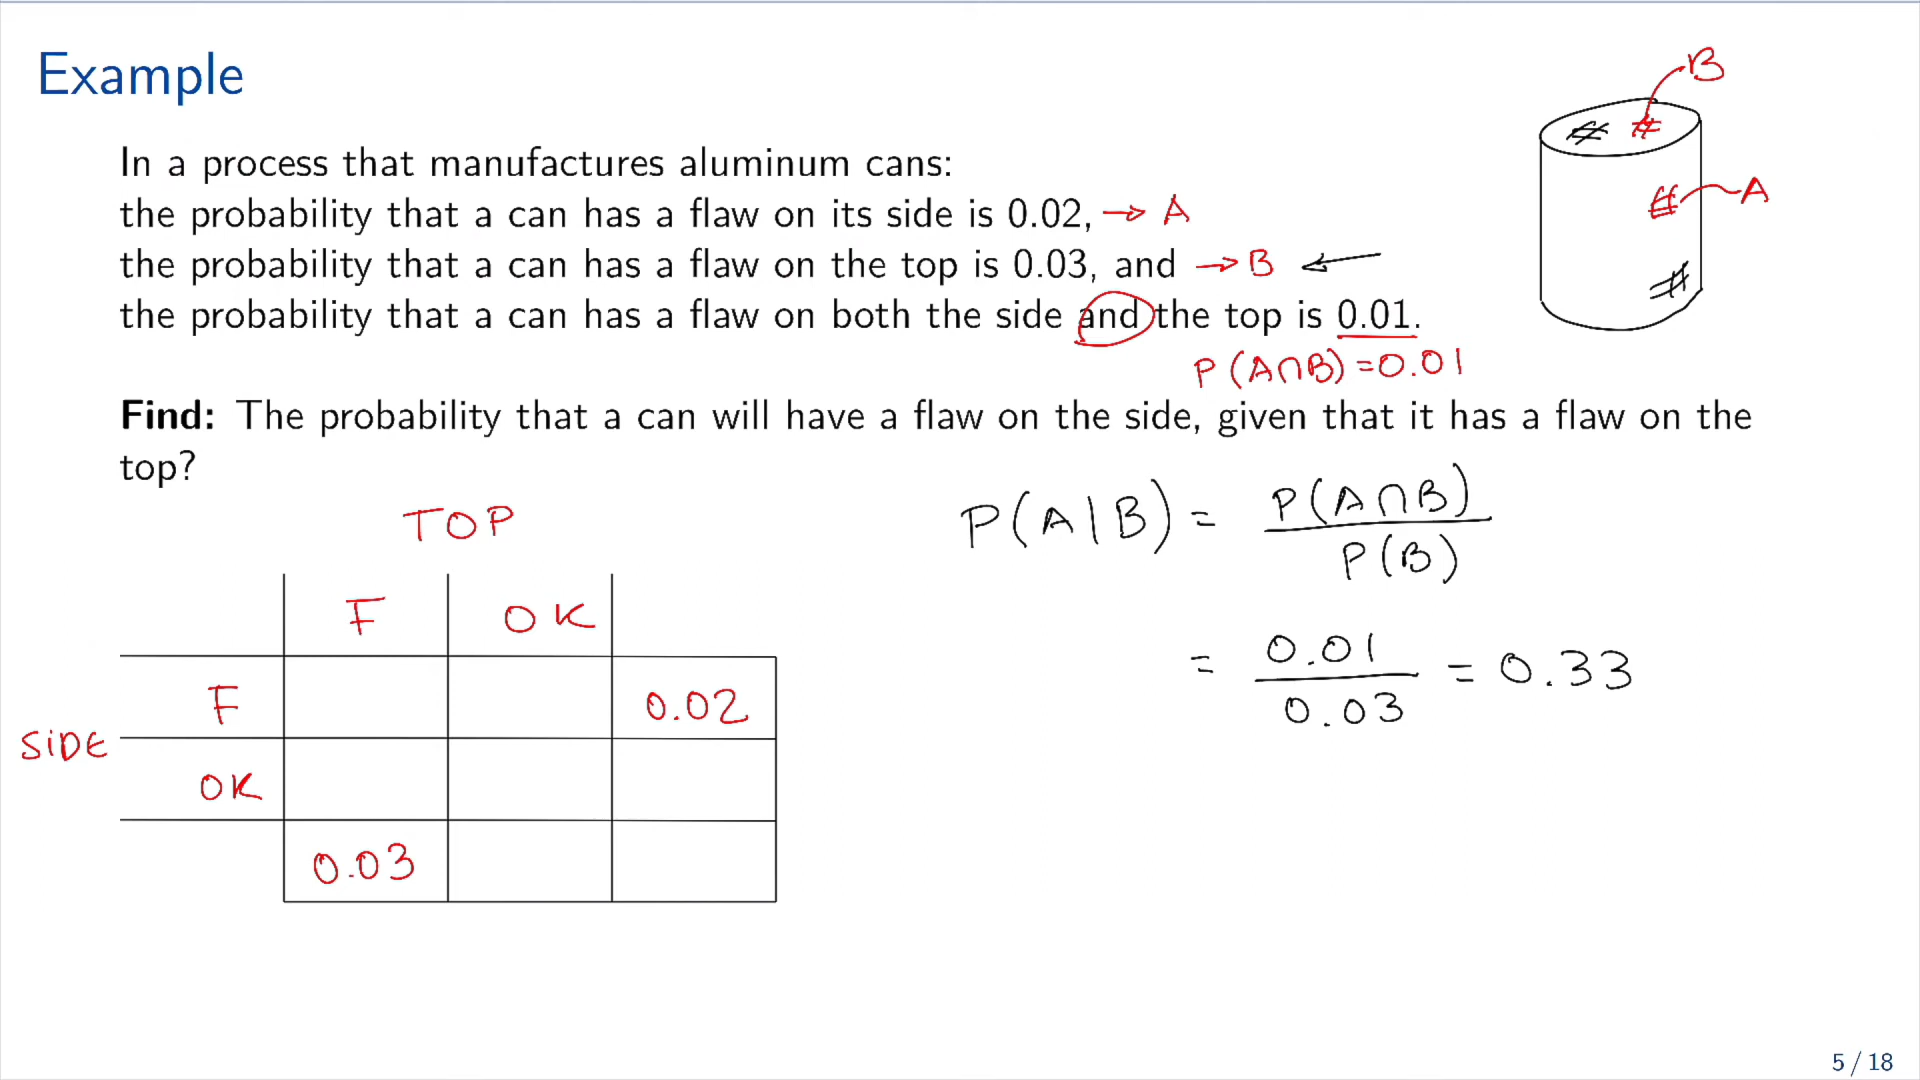 Example
B
In a process that manufactures aluminum cans:
the probability that a can has a flaw on its side is 0.02, → A
A
the probability that a can has a flaw on the top is 0.03, and → B ←
the probability that a can has a flaw on both the side and the top is 0.01.
P(A∩B) = 0.01
Find: The probability that a can will have a flaw on the side, given that it has a flaw on the
top?
P(A|B) = P(A∩B) / P(B)
= 0.01 / 0.03 = 0.33
TOP
F OK
F 0.02
SiDE
OK
0.03
5 / 18